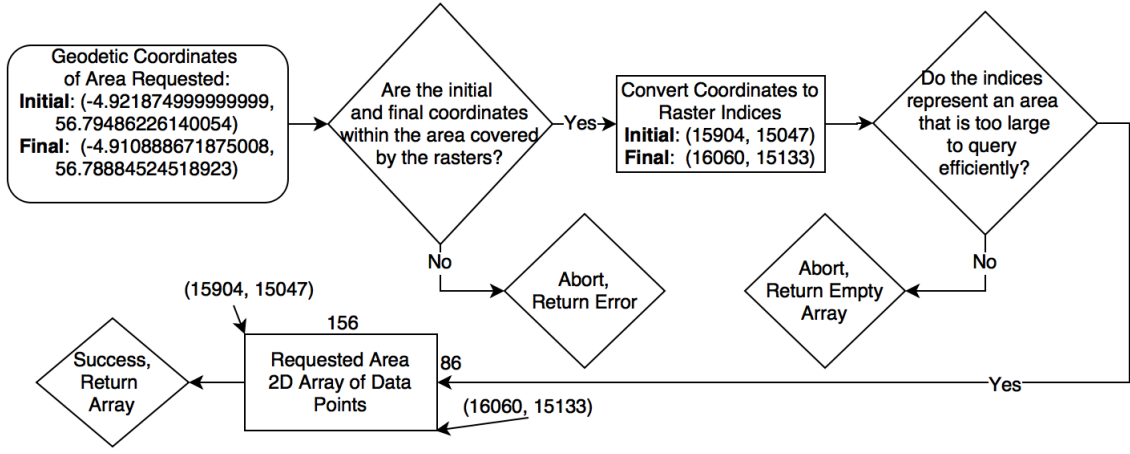 Geodetic Coordinates
of Area Requested:
Initial: (-4.921874999999999,
56.79486226140054)
Final:  (-4.910888671875008,
56.78884524518923)
Are the initial
and final coordinates
within the area covered
by the rasters?
Yes
Convert Coordinates to
Raster Indices
Initial: (15904, 15047)
Final:  (16060, 15133)
Do the indices
represent an area
that is too large
to query
efficiently?
No
Abort,
Return Error
No
Abort,
Return Empty
Array
(15904, 15047)
156
Success,
Return
Array
Requested Area
2D Array of Data
Points
86
Yes
(16060, 15133)